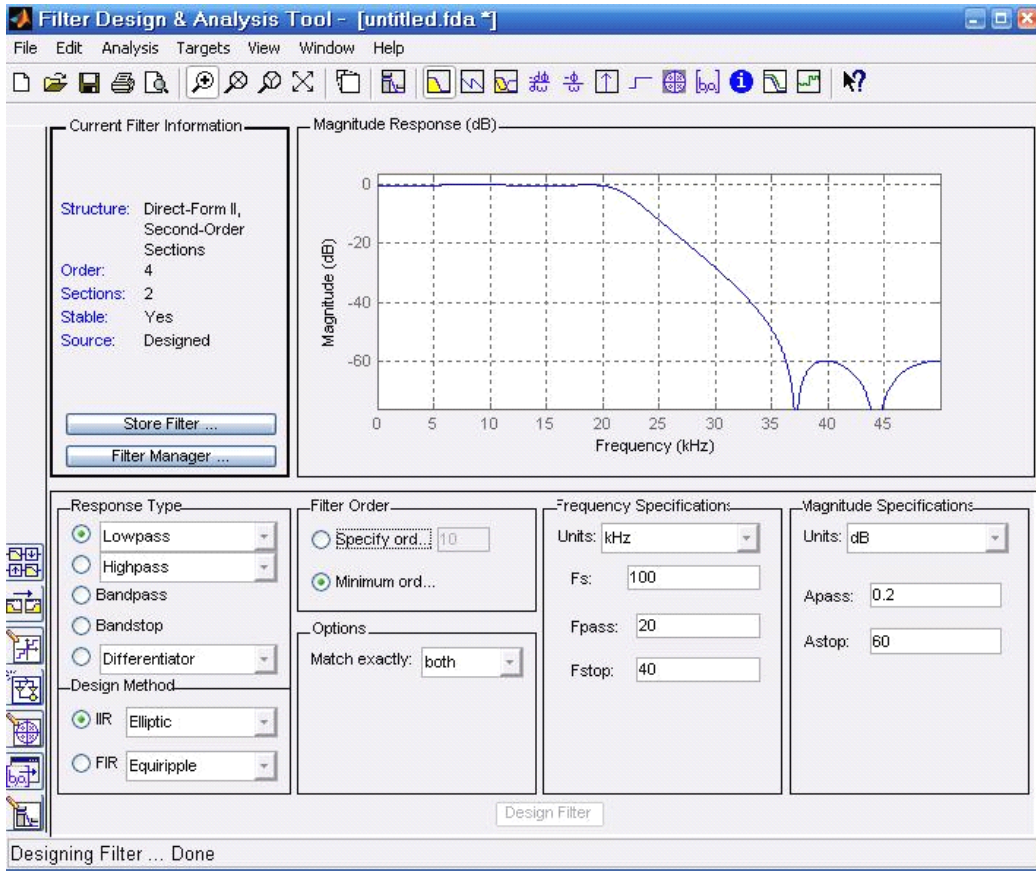 Filter Design & Analysis Tool - [untitled.fda *]
File Edit Analysis Targets View Window Help
Current Filter Information
Structure: Direct-Form II,
Second-Order
Sections
Order: 4
Sections: 2
Stable: Yes
Source: Designed
Store Filter ...
Filter Manager ...
Magnitude Response (dB)
Magnitude (dB)
0
-20
-40
-60
0 5 10 15 20 25 30 35 40 45
Frequency (kHz)
Response Type
Lowpass
Highpass
Bandpass
Bandstop
Differentiator
Design Method
IIR Elliptic
FIR Equiripple
Filter Order
Specify ord... 10
Minimum ord...
Options
Match exactly: both
Frequency Specifications
Units: kHz
Fs: 100
Fpass: 20
Fstop: 40
Magnitude Specifications
Units: dB
Apass: 0.2
Astop: 60
Design Filter
Designing Filter ... Done